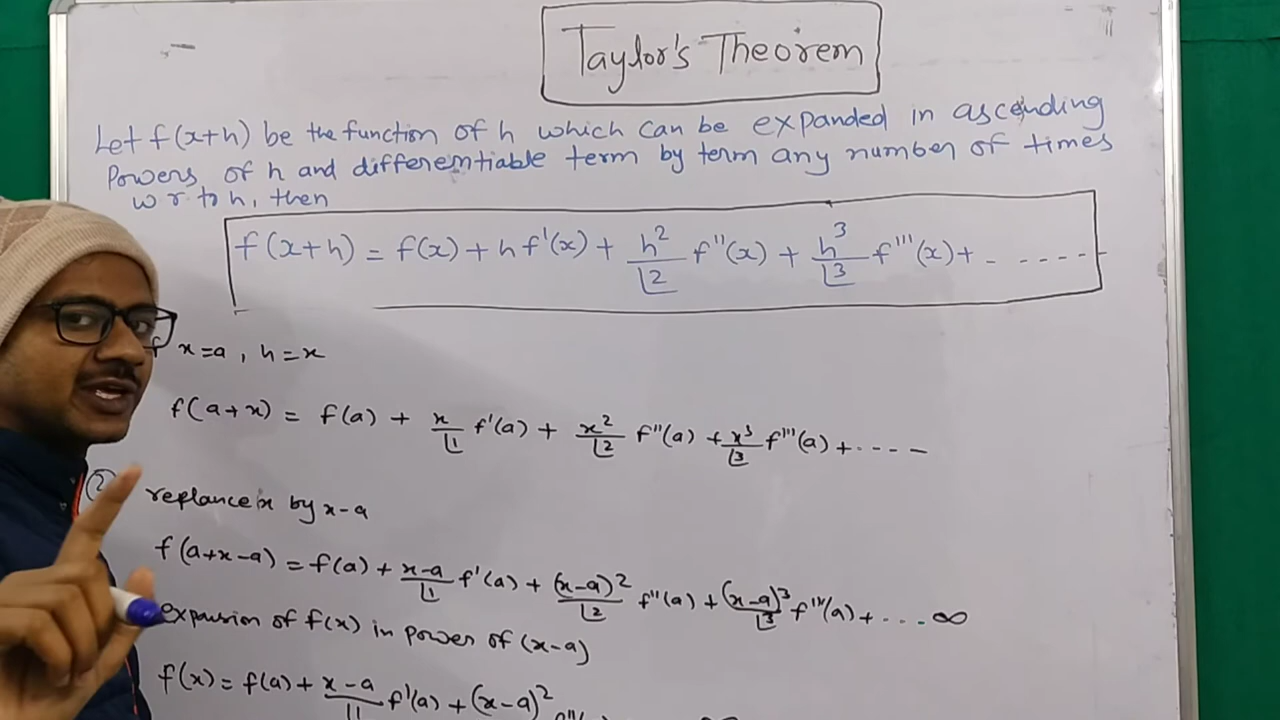 Taylor's Theorem
Let f(x+h) be the function of h which can be expanded in ascending
Powers of h and differentiable term by term any number of times
w r to h, then
f(x+h) = f(x) + h f'(x) + h²/⌊2 f''(x) + h³/⌊3 f'''(x) + - - - - - -
x=a, h=x
f(a+x) = f(a) + x/⌊1 f'(a) + x²/⌊2 f''(a) + x³/⌊3 f'''(a) + - - - - -
② replance x by x-a
f(a+x-a) = f(a) + x-a/⌊1 f'(a) + (x-a)²/⌊2 f''(a) + (x-a)³/⌊3 f'''(a) + . . . . ∞
expansion of f(x) in power of (x-a)
f(x) = f(a) + x-a/⌊1 f'(a) + (x-a)²